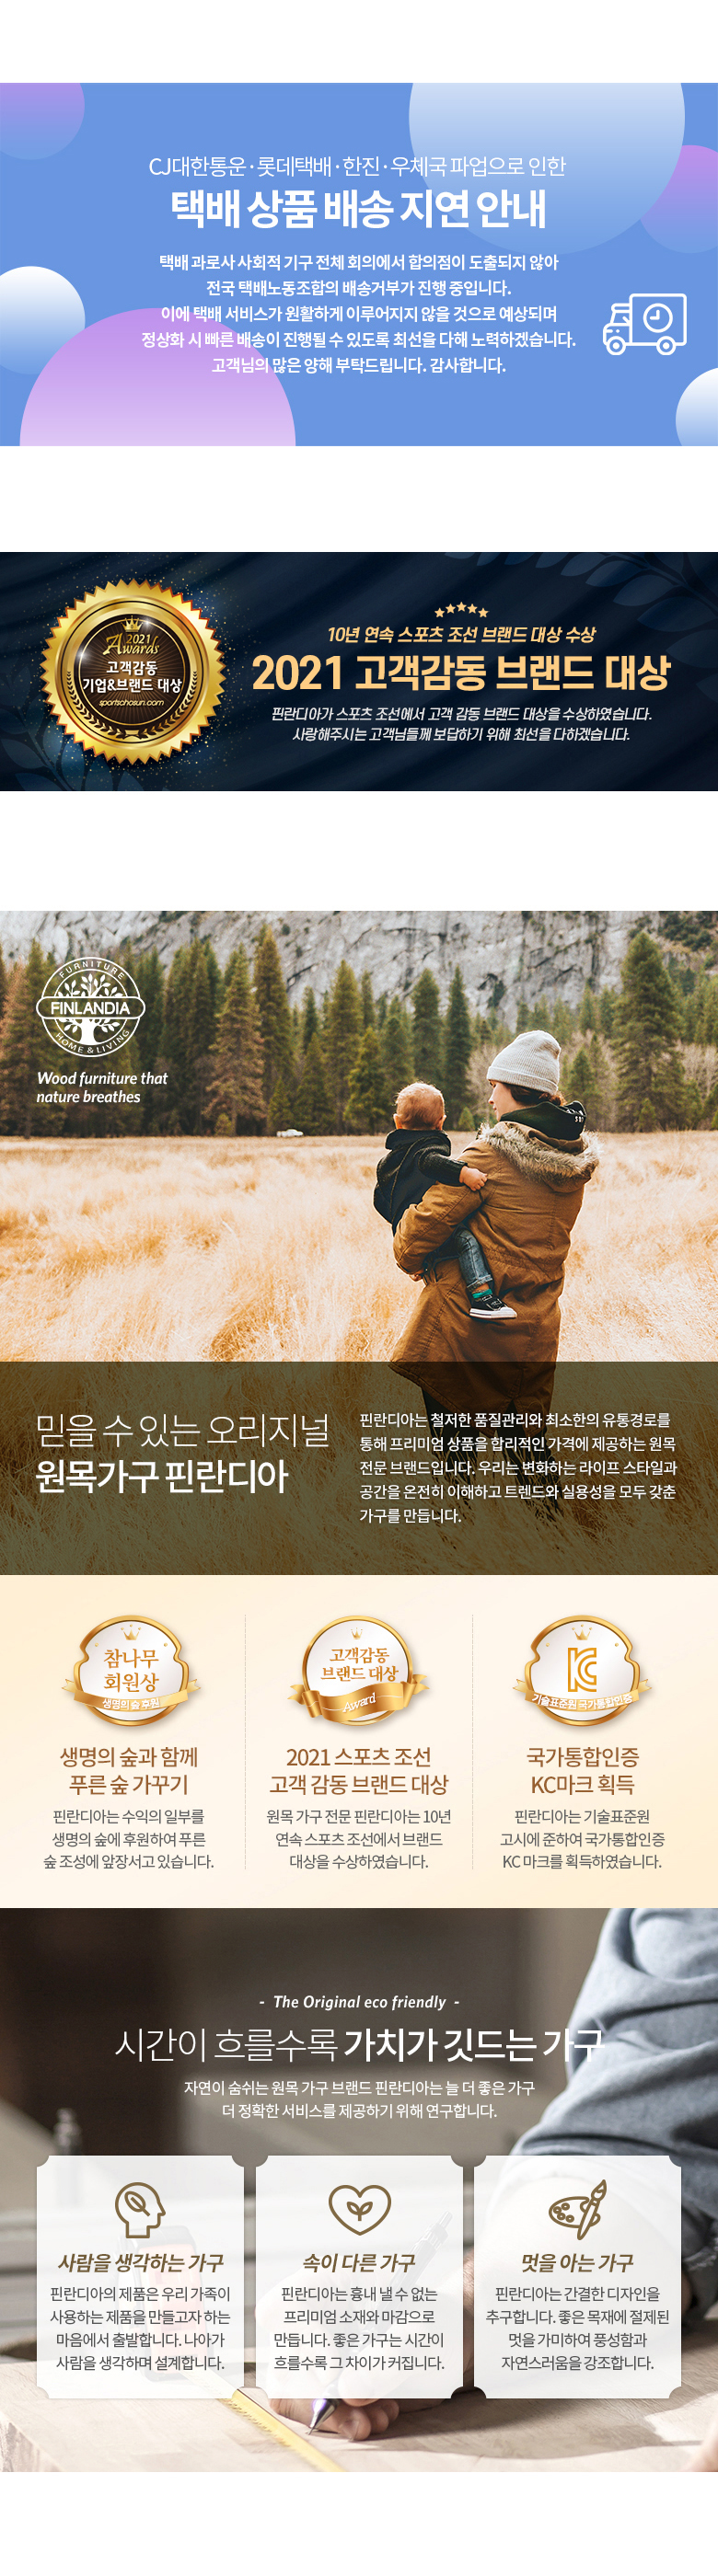 CJ대한통운·롯데택배·한진·우체국 파업으로 인한
택배 상품 배송 지연 안내
택배 과로사 사회적 기구 전체 회의에서 합의점이 도출되지 않아
전국 택배노동조합의 배송거부가 진행 중입니다.
이에 택배 서비스가 원활하게 이루어지지 않을 것으로 예상되며
정상화 시 빠른 배송이 진행될 수 있도록 최선을 다해 노력하겠습니다.
고객님의 많은 양해 부탁드립니다. 감사합니다.
2021
Awards
고객감동
기업&브랜드 대상
sportschosun.com
10년 연속 스포츠 조선 브랜드 대상 수상
2021 고객감동 브랜드 대상
핀란디아가 스포츠 조선에서 고객 감동 브랜드 대상을 수상하였습니다.
사랑해주시는 고객님들께 보답하기 위해 최선을 다하겠습니다.
FURNITURE
FINLANDIA
HOME & LIVING
Wood furniture that
nature breathes
믿을 수 있는 오리지널
원목가구 핀란디아
핀란디아는 철저한 품질관리와 최소한의 유통경로를
통해 프리미엄 상품을 합리적인 가격에 제공하는 원목
전문 브랜드입니다. 우리는 변화하는 라이프 스타일과
공간을 온전히 이해하고 트렌드와 실용성을 모두 갖춘
가구를 만듭니다.
참나무
회원상
생명의 숲 후원
생명의 숲과 함께
푸른 숲 가꾸기
핀란디아는 수익의 일부를
생명의 숲에 후원하여 푸른
숲 조성에 앞장서고 있습니다.
고객감동
브랜드 대상
Award
2021 스포츠 조선
고객 감동 브랜드 대상
원목 가구 전문 핀란디아는 10년
연속 스포츠 조선에서 브랜드
대상을 수상하였습니다.
KC
기술표준원 국가통합인증
국가통합인증
KC마크 획득
핀란디아는 기술표준원
고시에 준하여 국가통합인증
KC 마크를 획득하였습니다.
- The Original eco friendly -
시간이 흐를수록 가치가 깃드는 가구
자연이 숨쉬는 원목 가구 브랜드 핀란디아는 늘 더 좋은 가구
더 정확한 서비스를 제공하기 위해 연구합니다.
사람을 생각하는 가구
핀란디아의 제품은 우리 가족이
사용하는 제품을 만들고자 하는
마음에서 출발합니다. 나아가
사람을 생각하며 설계합니다.
속이 다른 가구
핀란디아는 흉내 낼 수 없는
프리미엄 소재와 마감으로
만듭니다. 좋은 가구는 시간이
흐를수록 그 차이가 커집니다.
멋을 아는 가구
핀란디아는 간결한 디자인을
추구합니다. 좋은 목재에 절제된
멋을 가미하여 풍성함과
자연스러움을 강조합니다.